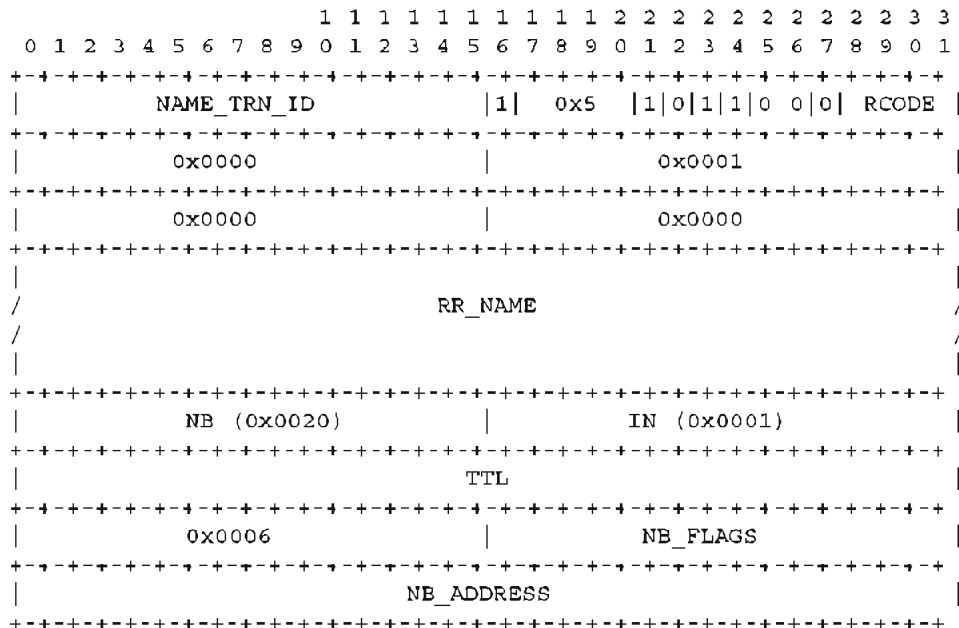 1 1 1 1 1 1 1 1 1 1 2 2 2 2 2 2 2 2 2 2 3 3
 0 1 2 3 4 5 6 7 8 9 0 1 2 3 4 5 6 7 8 9 0 1 2 3 4 5 6 7 8 9 0 1
+-+-+-+-+-+-+-+-+-+-+-+-+-+-+-+-+-+-+-+-+-+-+-+-+-+-+-+-+-+-+-+-+
|         NAME_TRN_ID           |1|  0x5  |1|0|1|1|0 0|0| RCODE |
+-+-+-+-+-+-+-+-+-+-+-+-+-+-+-+-+-+-+-+-+-+-+-+-+-+-+-+-+-+-+-+-+
|          0x0000               |           0x0001              |
+-+-+-+-+-+-+-+-+-+-+-+-+-+-+-+-+-+-+-+-+-+-+-+-+-+-+-+-+-+-+-+-+
|          0x0000               |           0x0000              |
+-+-+-+-+-+-+-+-+-+-+-+-+-+-+-+-+-+-+-+-+-+-+-+-+-+-+-+-+-+-+-+-+
|                                                               |
/                            RR_NAME                            /
/                                                               /
|                                                               |
+-+-+-+-+-+-+-+-+-+-+-+-+-+-+-+-+-+-+-+-+-+-+-+-+-+-+-+-+-+-+-+-+
|           NB (0x0020)         |         IN (0x0001)           |
+-+-+-+-+-+-+-+-+-+-+-+-+-+-+-+-+-+-+-+-+-+-+-+-+-+-+-+-+-+-+-+-+
|                              TTL                              |
+-+-+-+-+-+-+-+-+-+-+-+-+-+-+-+-+-+-+-+-+-+-+-+-+-+-+-+-+-+-+-+-+
|           0x0006              |          NB_FLAGS             |
+-+-+-+-+-+-+-+-+-+-+-+-+-+-+-+-+-+-+-+-+-+-+-+-+-+-+-+-+-+-+-+-+
|                          NB_ADDRESS                           |
+-+-+-+-+-+-+-+-+-+-+-+-+-+-+-+-+-+-+-+-+-+-+-+-+-+-+-+-+-+-+-+-+